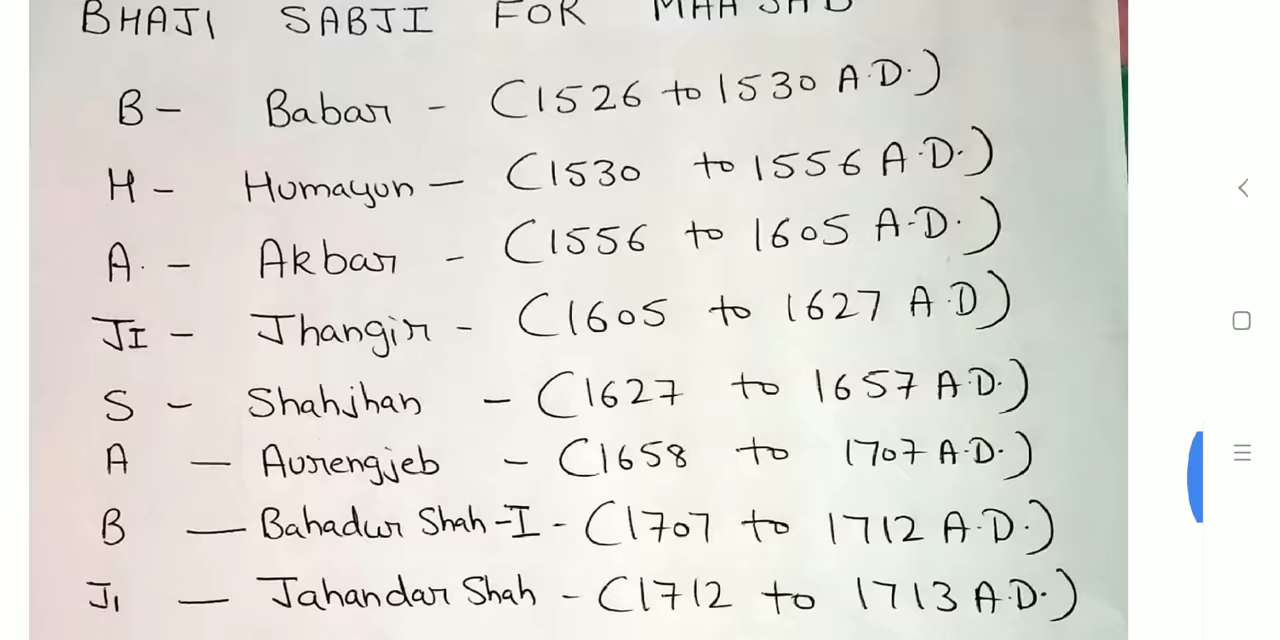 BHAJI SABJI FOR
B - Babar - (1526 to 1530 A.D.)
H - Humayun - (1530 to 1556 A.D.)
A. - Akbar - (1556 to 1605 A.D.)
JI - Jhangir - (1605 to 1627 A.D)
S - Shahjhan - (1627 to 1657 A.D.)
A - Aurengjeb - (1658 to 1707 A.D.)
B - Bahadur Shah-I - (1707 to 1712 A.D.)
JI - Jahandar Shah - (1712 to 1713 A.D.)